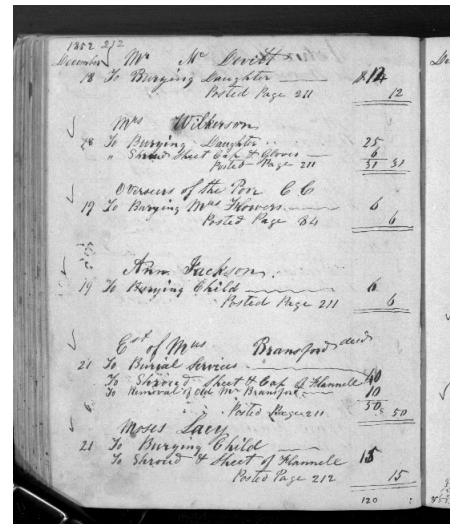 1852 212
December Mr McDevitt
18 To Burying Daughter $12
Posted Page 211 12
Mrs Wilkerson
18 To Burying Daughter 25
" Shroud Sheet Cap & Gloves 6
Posted Page 211 31 31
Overseers of the Poor C C
19 To Burying Mrs Flowers 6
Posted Page 84 6
Ann Jackson.
19 To Burying Child 6
Posted Page 211 6
Est of Mrs Bransford decd
21 To Burial Services
To Shroud Sheet & Cap of Flannell 40
To Removal of Mr Bransford 10
Posted Page 211 50 50
Moses Lacy
21 To Burying Child
To Shroud & Sheet of Flannell 15
Posted Page 212 15
120